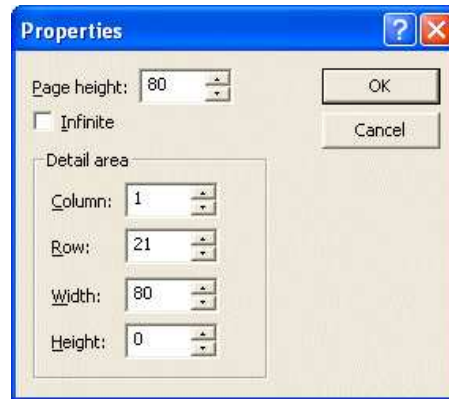 Properties
Page height: 80
OK
Infinite
Cancel
Detail area
Column: 1
Row: 21
Width: 80
Height: 0